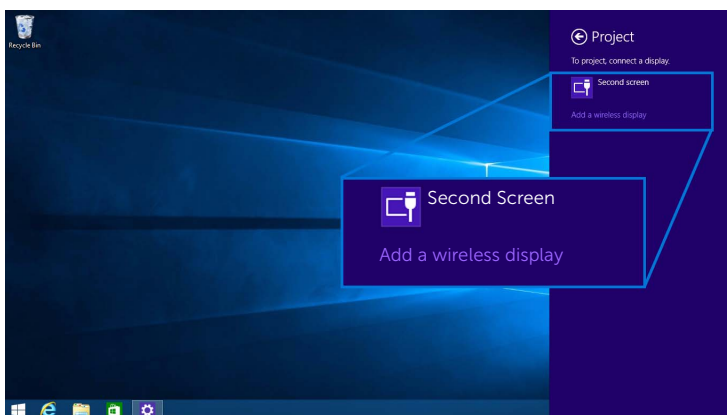 Recycle Bin
Project
To project, connect a display.
Second screen
Add a wireless display
Second Screen
Add a wireless display